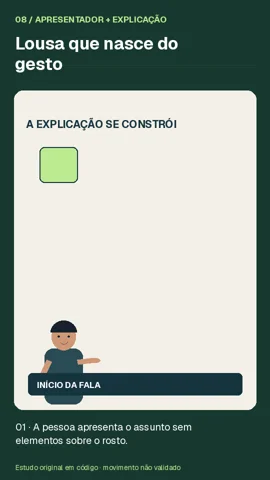 08 / APRESENTADOR + EXPLICAÇÃO
Lousa que nasce do
gesto
A EXPLICAÇÃO SE CONSTRÓI
INÍCIO DA FALA
01 · A pessoa apresenta o assunto sem
elementos sobre o rosto.
Estudo original em código · movimento não validado